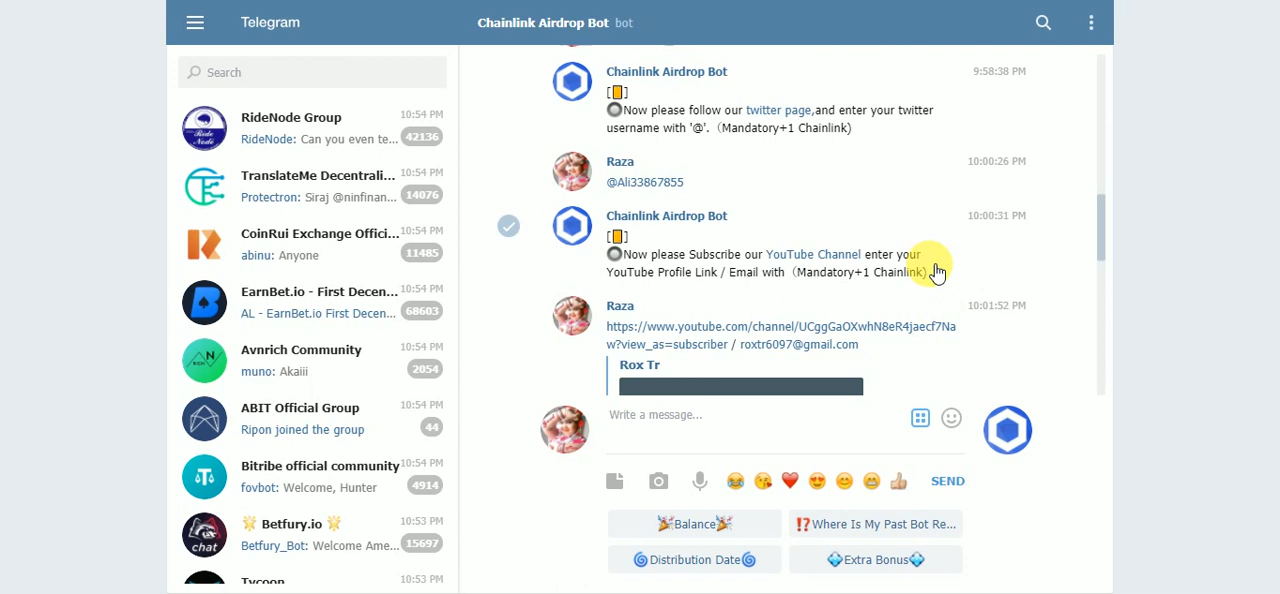 Telegram
Chainlink Airdrop Bot bot
Search
RideNode Group 10:54 PM
RideNode: Can you even te... 42136
TranslateMe Decentrali... 10:54 PM
Protectron: Siraj @ninfinan... 14076
CoinRui Exchange Offici... 10:54 PM
abinu: Anyone 11485
EarnBet.io - First Decen... 10:54 PM
AL - EarnBet.io First Decen... 68603
Avnrich Community 10:54 PM
muno: Akaiii 2054
ABIT Official Group 10:54 PM
Ripon joined the group 44
Bitribe official community 10:54 PM
fovbot: Welcome, Hunter 4914
Betfury.io 10:53 PM
Betfury_Bot: Welcome Ame... 15697
chat
Tycoon 10:53 PM
Chainlink Airdrop Bot 9:58:38 PM
[📒]
🔘Now please follow our twitter page,and enter your twitter
username with '@'.（Mandatory+1 Chainlink)
Raza 10:00:26 PM
@Ali33867855
Chainlink Airdrop Bot 10:00:31 PM
[📒]
🔘Now please Subscribe our YouTube Channel enter your
YouTube Profile Link / Email with（Mandatory+1 Chainlink)
Raza 10:01:52 PM
https://www.youtube.com/channel/UCggGaOXwhN8eR4jaecf7Na
w?view_as=subscriber / roxtr6097@gmail.com
Rox Tr
Write a message...
SEND
🎉Balance🎉
⁉️Where Is My Past Bot Re...
🌀Distribution Date🌀
💠Extra Bonus💠